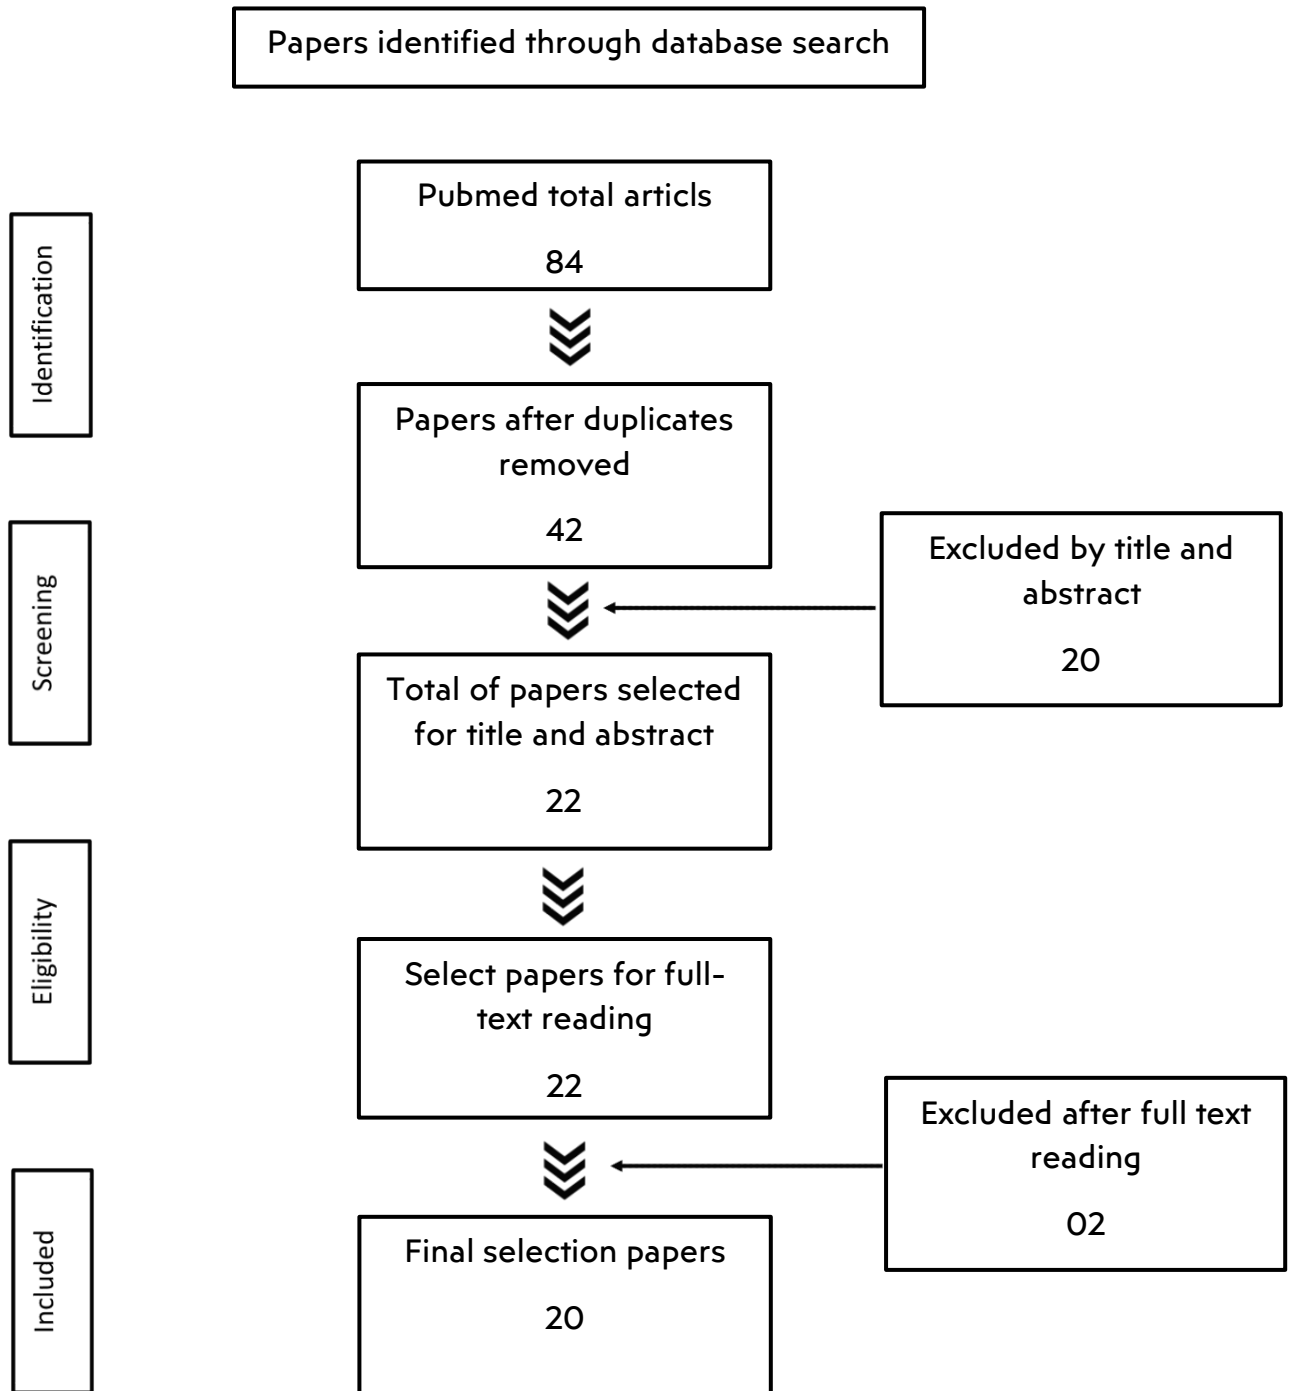 Papers identified through database search
Pubmed total articls
84
Identification
Papers after duplicates
removed
42
Excluded by title and
abstract
20
Screening
Total of papers selected
for title and abstract
22
Eligibility
Select papers for full-
text reading
22
Excluded after full text
reading
02
Included
Final selection papers
20